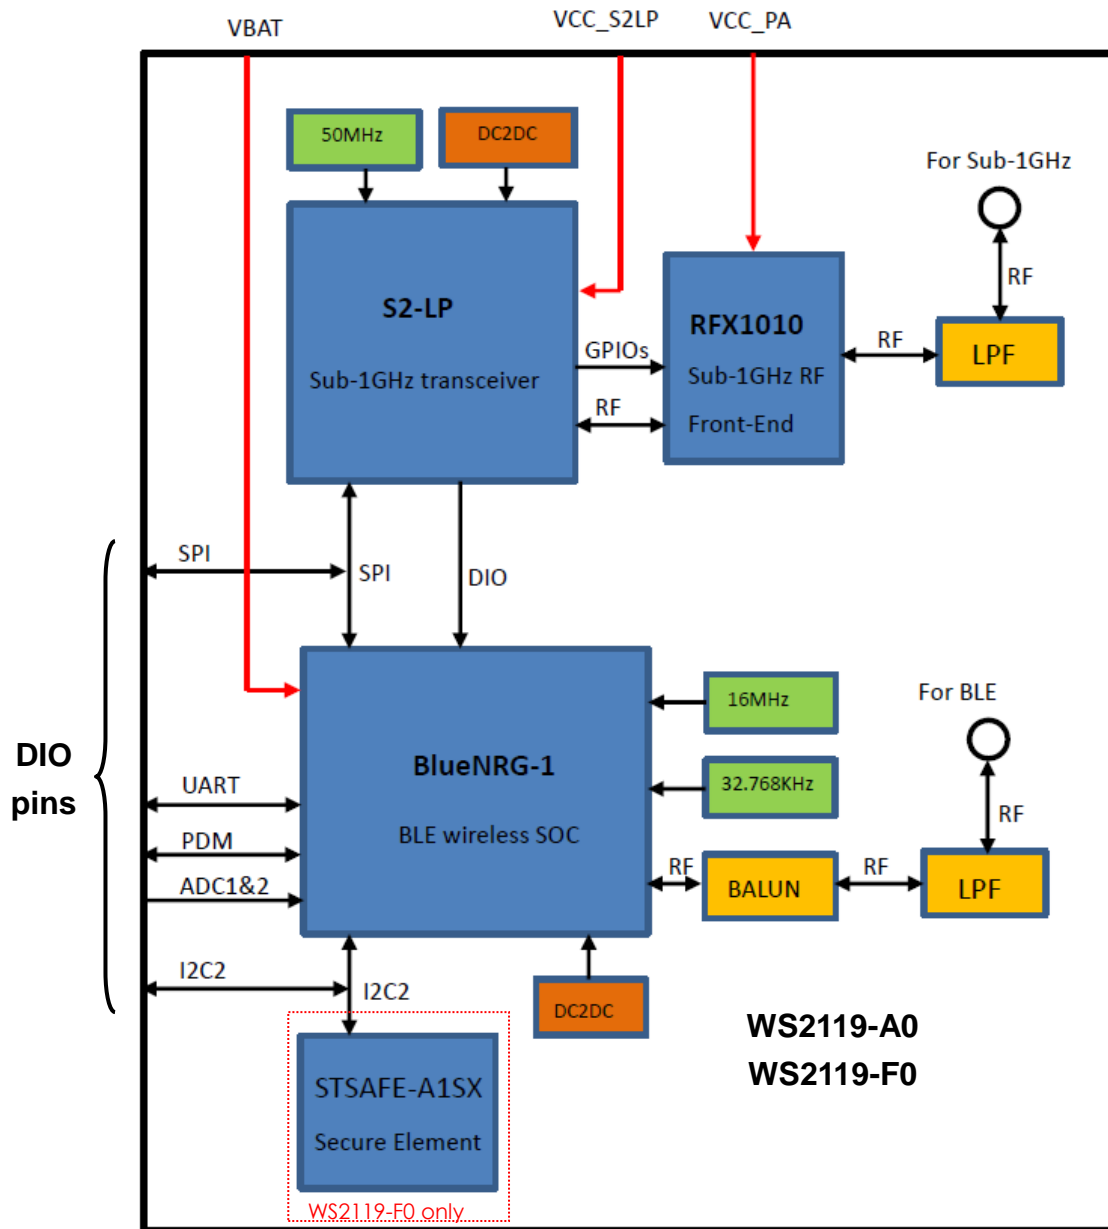 VBAT
VCC_S2LP
VCC_PA
50MHz
DC2DC
For Sub-1GHz
RF
S2-LP
Sub-1GHz transceiver
GPIOs
RF
RFX1010
Sub-1GHz RF
Front-End
RF
LPF
SPI
SPI
DIO
DIO
pins
BlueNRG-1
BLE wireless SOC
16MHz
32.768KHz
For BLE
RF
UART
PDM
ADC1&2
RF
BALUN
RF
LPF
I2C2
I2C2
DC2DC
WS2119-A0
WS2119-F0
STSAFE-A1SX
Secure Element
WS2119-F0 only